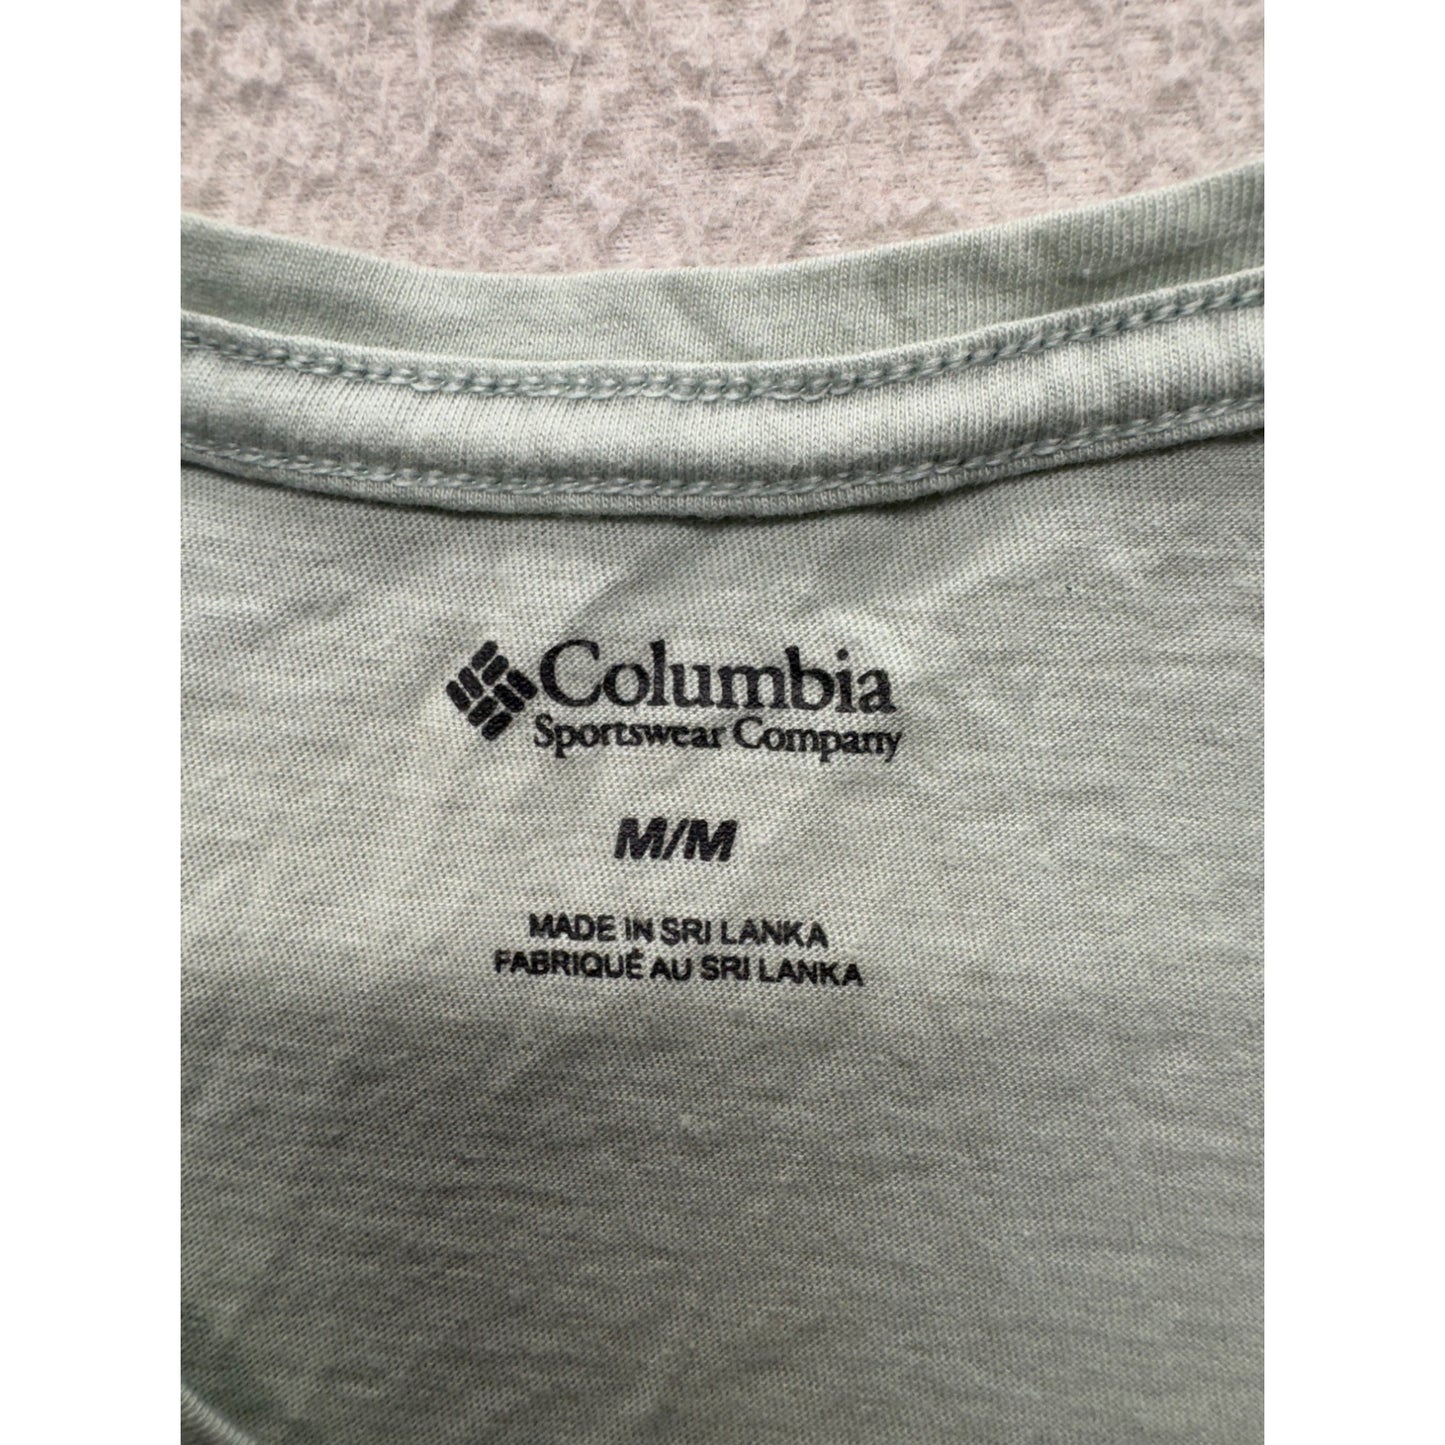 Columbia
Sportswear Company
M/M
MADE IN SRI LANKA
FABRIQUÉ AU SRI LANKA